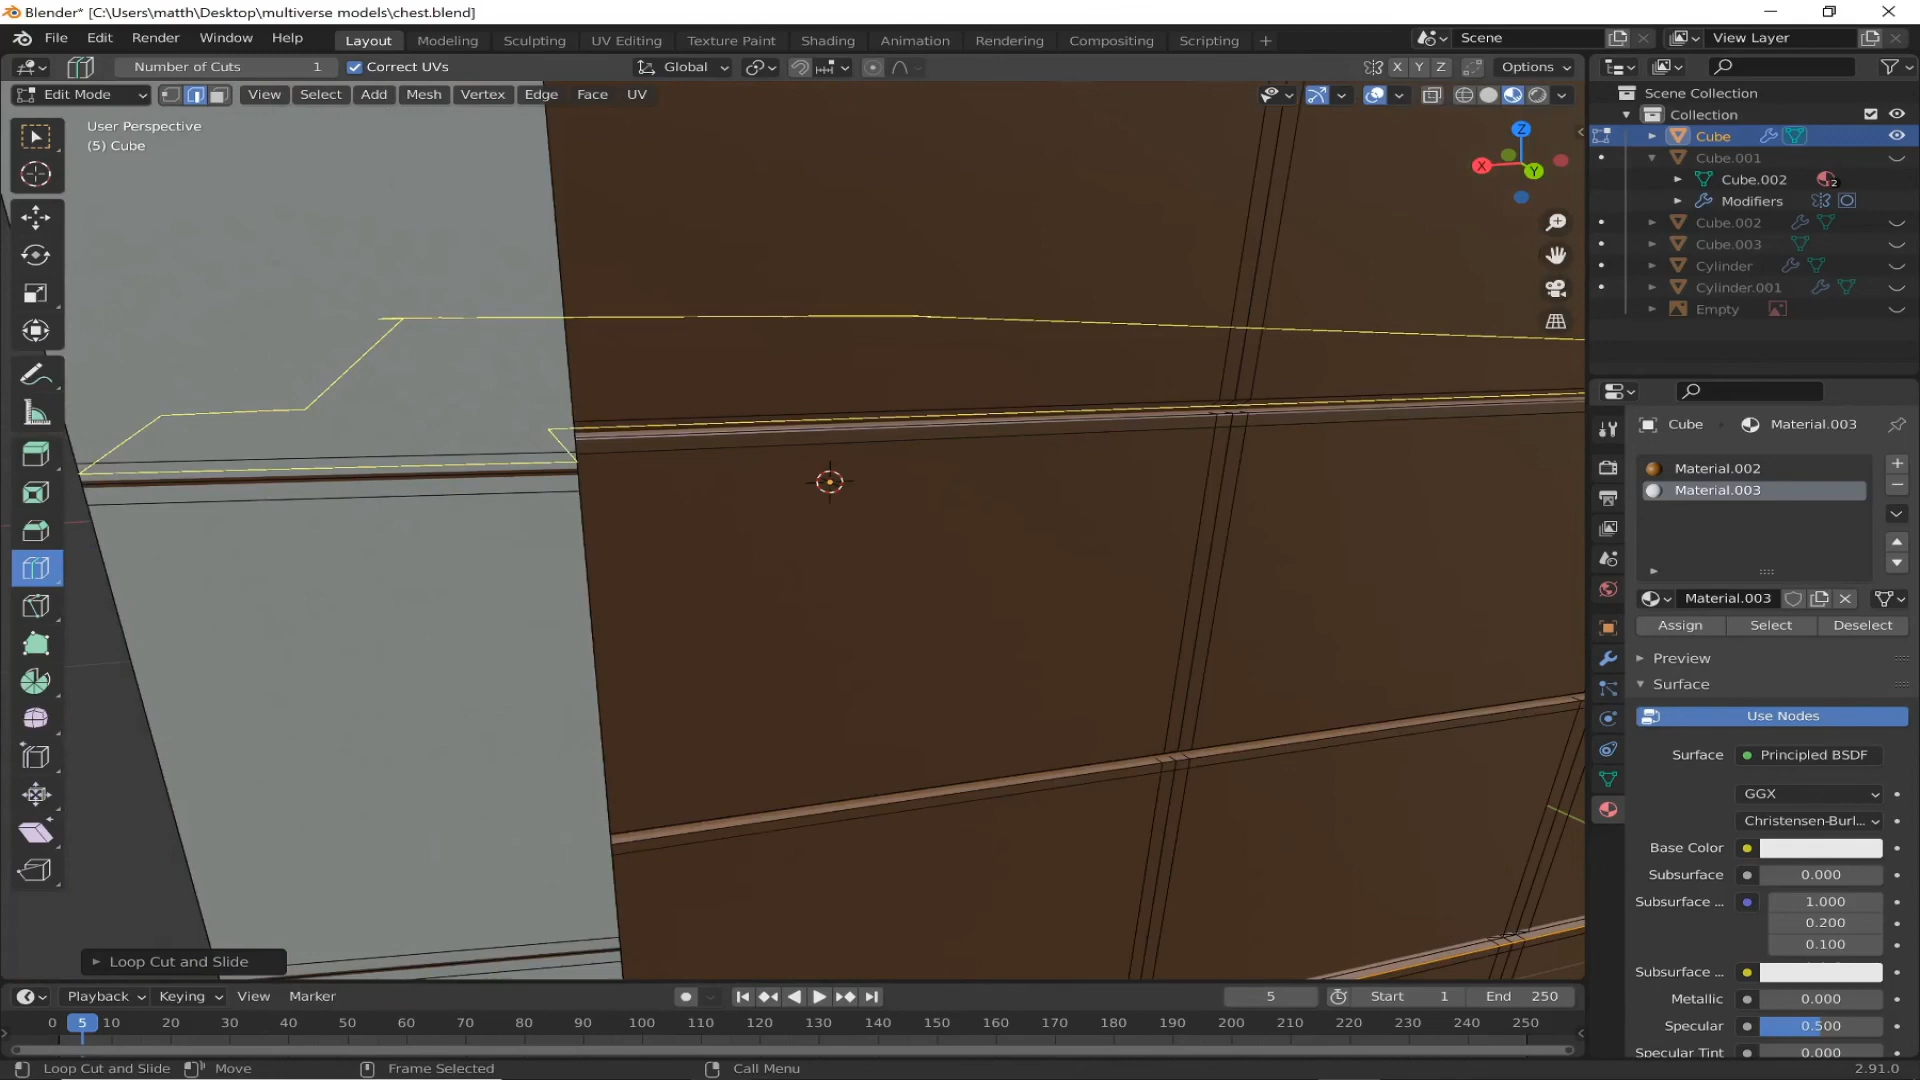 Blender* [C:\Users\matth\Desktop\multiverse models\chest.blend]
File Edit Render Window Help Layout Modeling Sculpting UV Editing Texture Paint Shading Animation Rendering Compositing Scripting + Scene View Layer
Number of Cuts 1 Correct UVs Global X Y Z Options
Edit Mode View Select Add Mesh Vertex Edge Face UV
User Perspective
(5) Cube
Z
X
Y
Scene Collection
Collection
Cube
Cube.001
Cube.002 2
Modifiers
Cube.002
Cube.003
Cylinder
Cylinder.001
Empty
Cube Material.003
Material.002
Material.003
Material.003
Assign Select Deselect
Preview
Surface
Use Nodes
Surface Principled BSDF
GGX
Christensen-Burl...
Base Color
Subsurface 0.000
Subsurface ... 1.000
0.200
0.100
Subsurface ...
Metallic 0.000
Specular 0.500
Specular Tint 0.000
Loop Cut and Slide
Playback Keying View Marker 5 Start 1 End 250
0 5 10 20 30 40 50 60 70 80 90 100 110 120 130 140 150 160 170 180 190 200 210 220 230 240 250
Loop Cut and Slide Move Frame Selected Call Menu 2.91.0